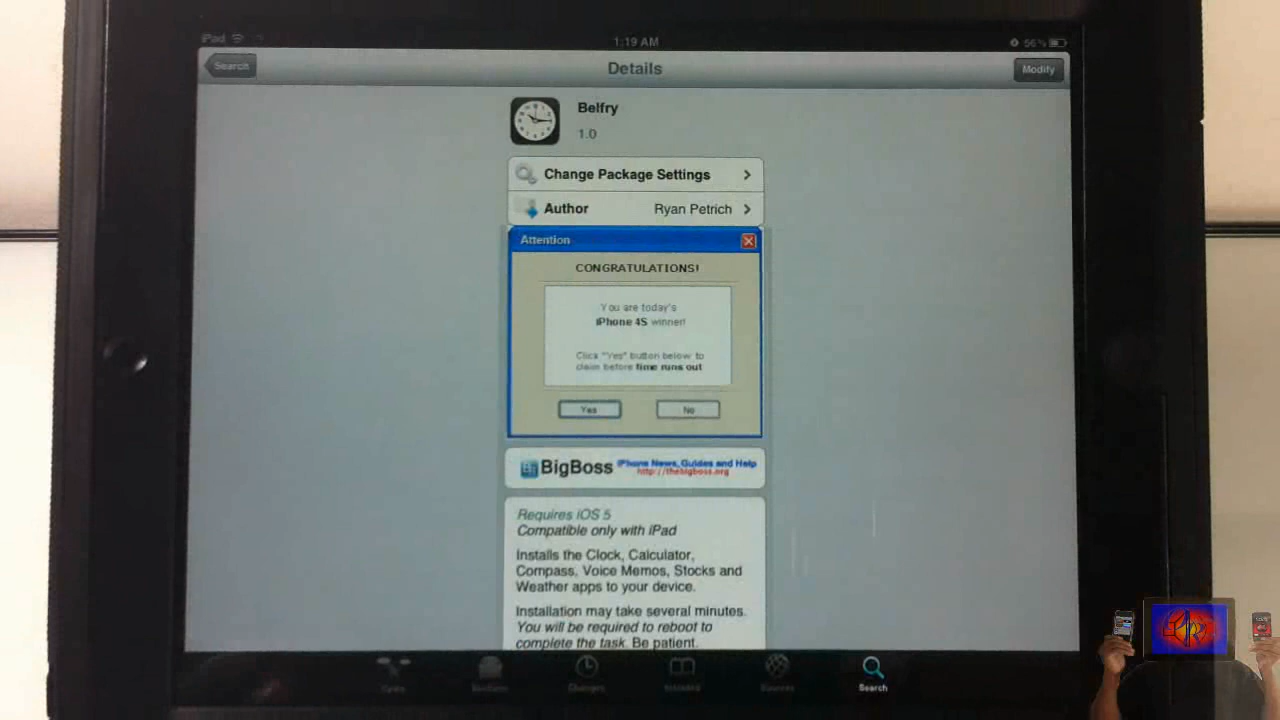 iPad
1:19 AM
56%
Search
Details
Modify
Belfry
1.0
Change Package Settings
Author
Ryan Petrich
Attention
CONGRATULATIONS!
You are today's
iPhone 4S winner!
Click "Yes" button below to
claim before time runs out
Yes
No
BigBoss
iPhone News, Guides and Help
http://thebigboss.org
Requires iOS 5
Compatible only with iPad
Installs the Clock, Calculator,
Compass, Voice Memos, Stocks and
Weather apps to your device.
Installation may take several minutes.
You will be required to reboot to
complete the task. Be patient.
Changes
Search